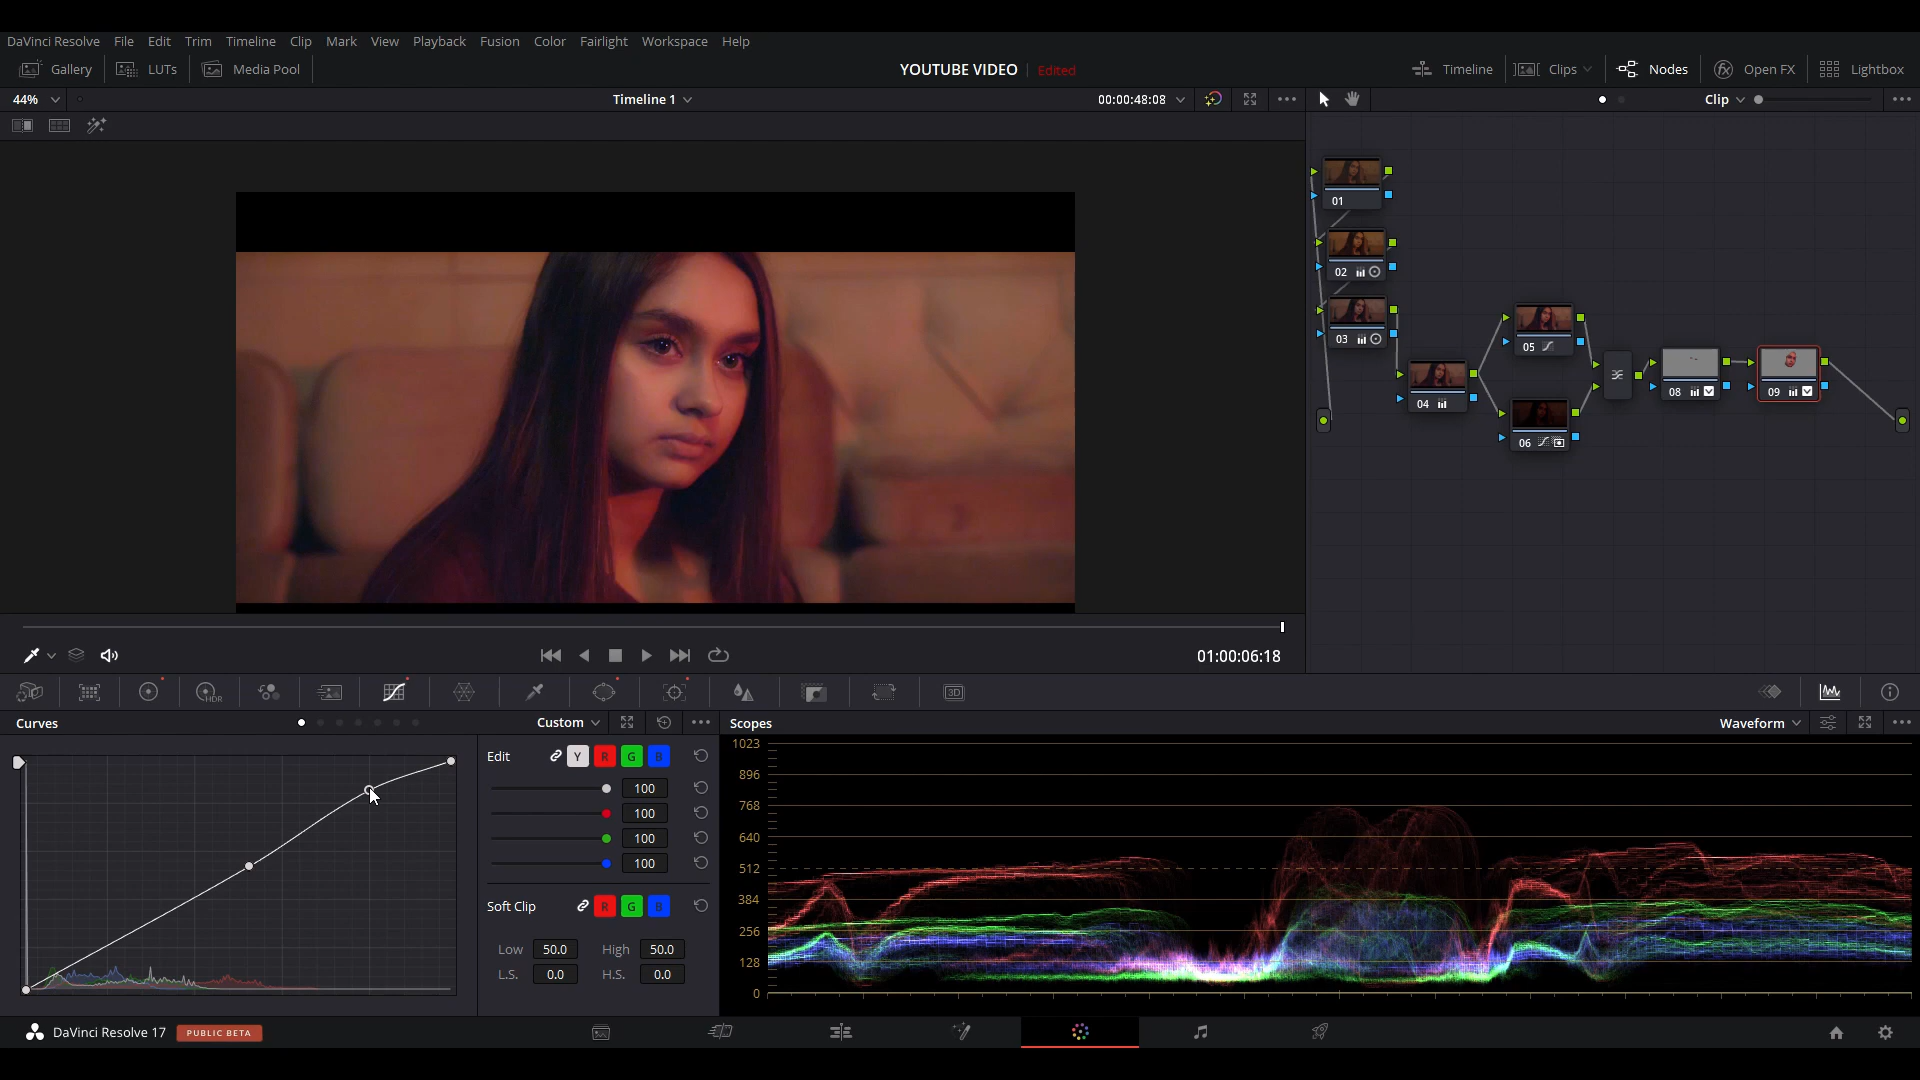 DaVinci Resolve File Edit Trim Timeline Clip Mark View Playback Fusion Color Fairlight Workspace Help
Gallery LUTs Media Pool YOUTUBE VIDEO Edited Timeline Clips Nodes Open FX Lightbox
44% Timeline 1 00:00:48:08 Clip
01
02
03
05
08 09
04
06
01:00:06:18
HDR 3D
Curves Custom Scopes Waveform
1023
Edit Y R G B
896
100
768
100
640
100
512
100
384
Soft Clip R G B
256
Low 50.0 High 50.0
128
L.S. 0.0 H.S. 0.0
0
DaVinci Resolve 17 PUBLIC BETA